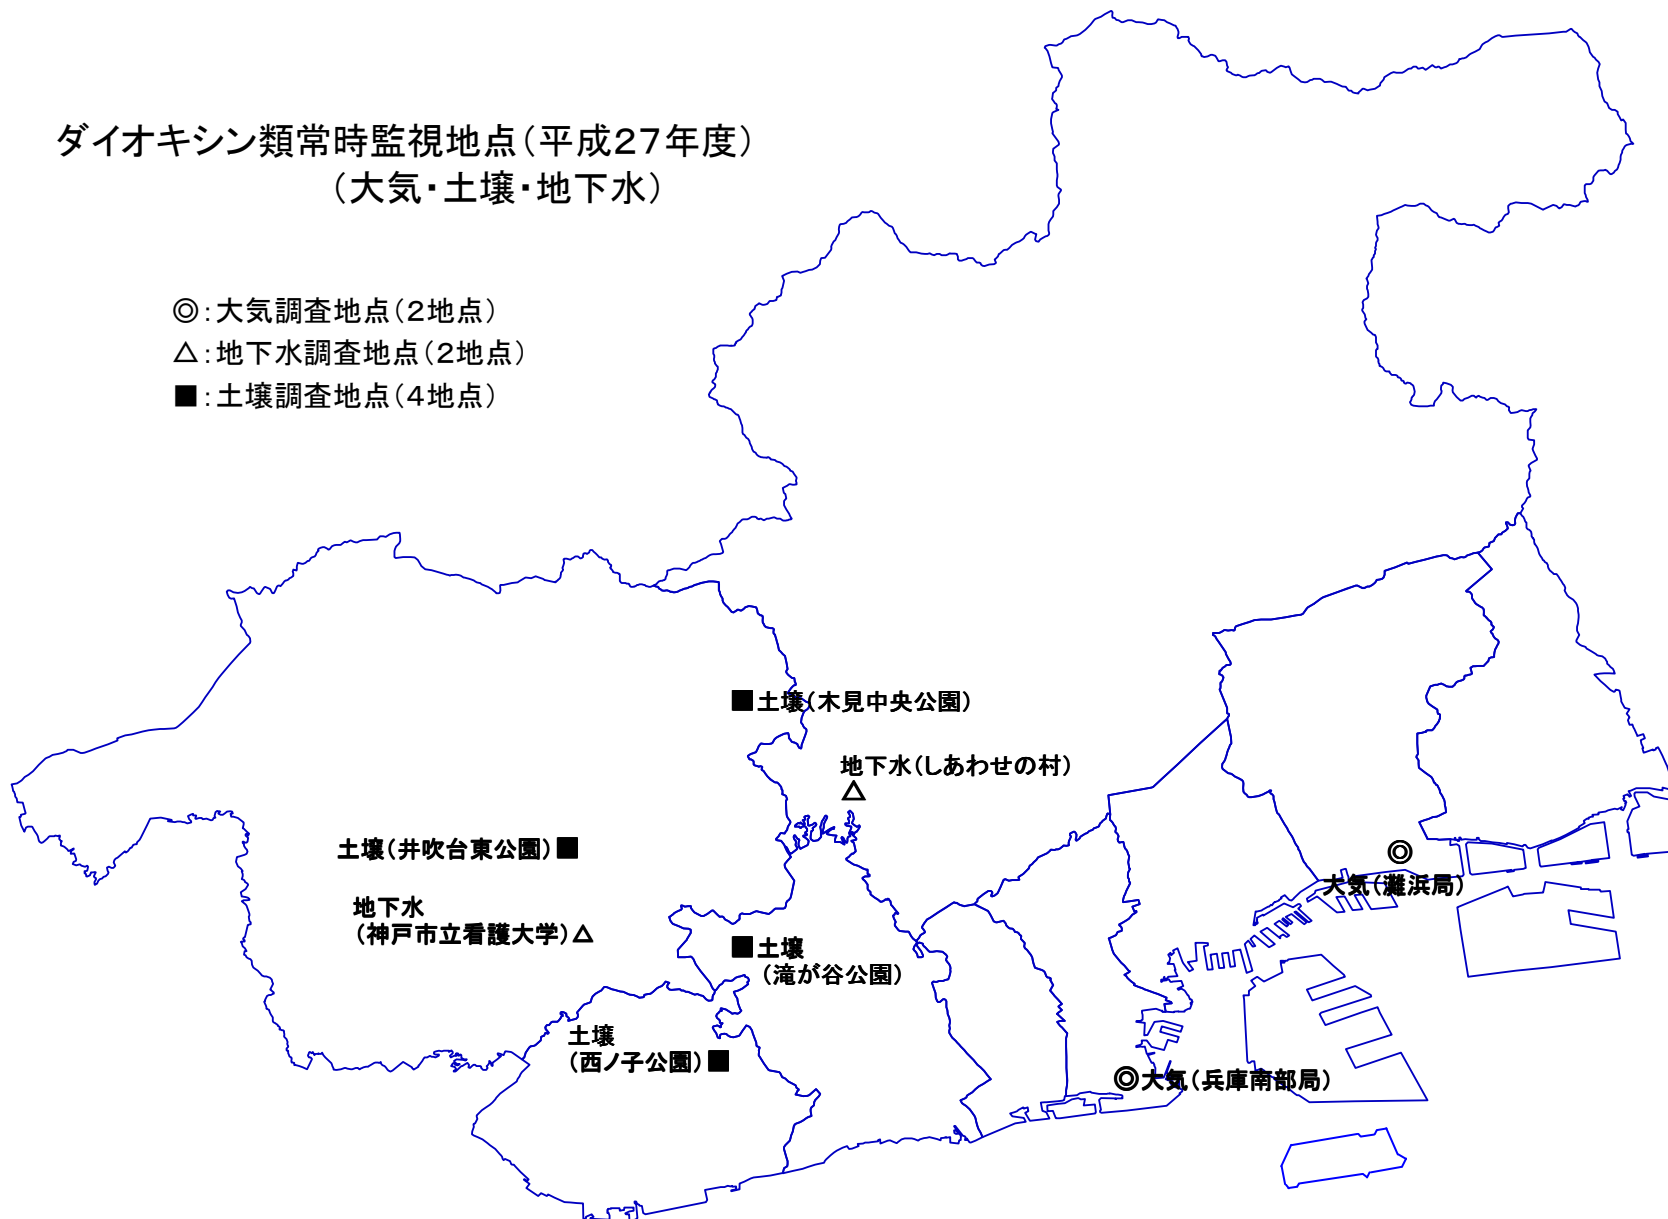 ダイオキシン類常時監視地点（平成２７年度）
（大気・土壌・地下水）
◎：大気調査地点（２地点）
△：地下水調査地点（２地点）
■：土壌調査地点（４地点）
■土壌（木見中央公園）
地下水（しあわせの村）
△
土壌（井吹台東公園）■
◎
大気（灘浜局）
地下水
（神戸市立看護大学）△
■土壌
（滝が谷公園）
土壌
（西ノ子公園）■
◎大気（兵庫南部局）